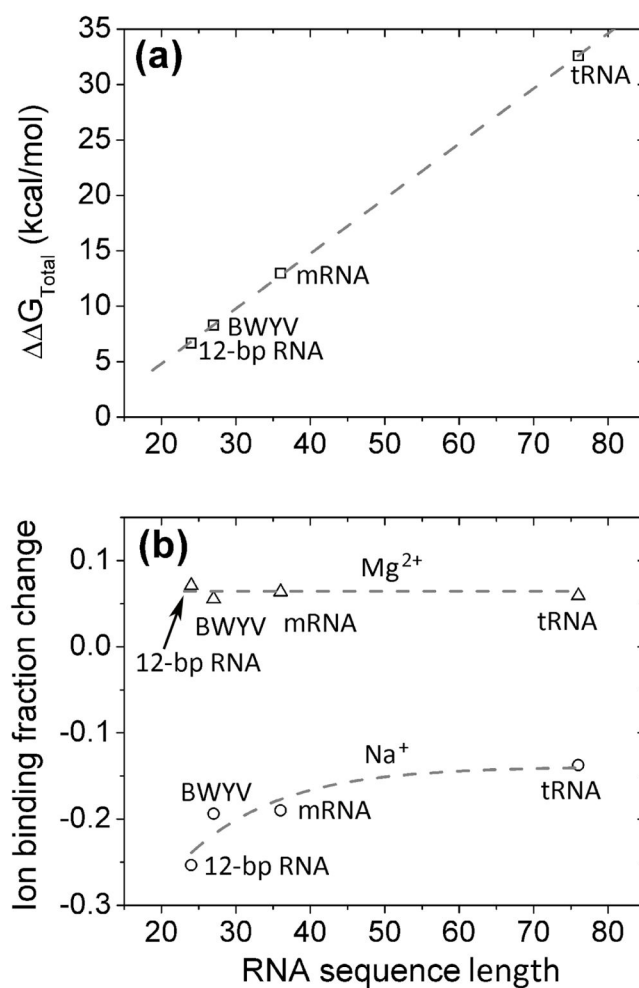 35
30
25
20
15
10
5
0
ΔΔG_Total (kcal/mol)
(a)
tRNA
mRNA
BWYV
12-bp RNA
20 30 40 50 60 70 80
0.1
0.0
-0.1
-0.2
-0.3
Ion binding fraction change
(b)
Mg²⁺
BWYV
mRNA
tRNA
12-bp RNA
Na⁺
BWYV
mRNA
tRNA
12-bp RNA
20 30 40 50 60 70 80
RNA sequence length